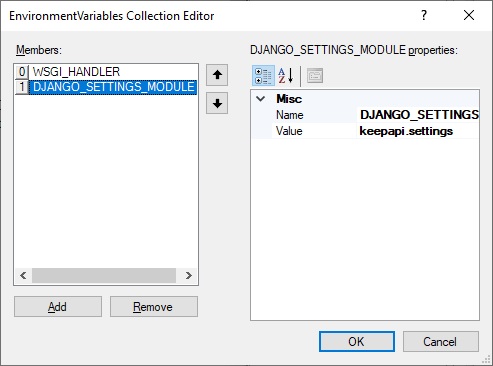 EnvironmentVariables Collection Editor
? ×
Members:
0 WSGI_HANDLER
1 DJANGO_SETTINGS_MODULE
Add
Remove
DJANGO_SETTINGS_MODULE properties:
A Z
Misc
Name DJANGO_SETTINGS
Value keepapi.settings
OK
Cancel